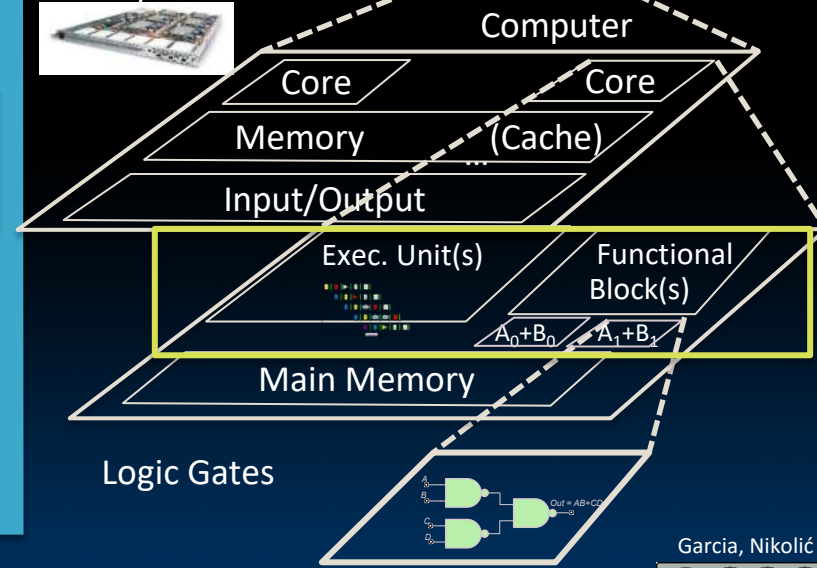 Computer
Core Core
Memory (Cache)
...
Input/Output
Exec. Unit(s) Functional
Block(s)
A₀+B₀ A₁+B₁
Main Memory
Logic Gates
A
B
C
D
Out = AB+CD
Garcia, Nikolić